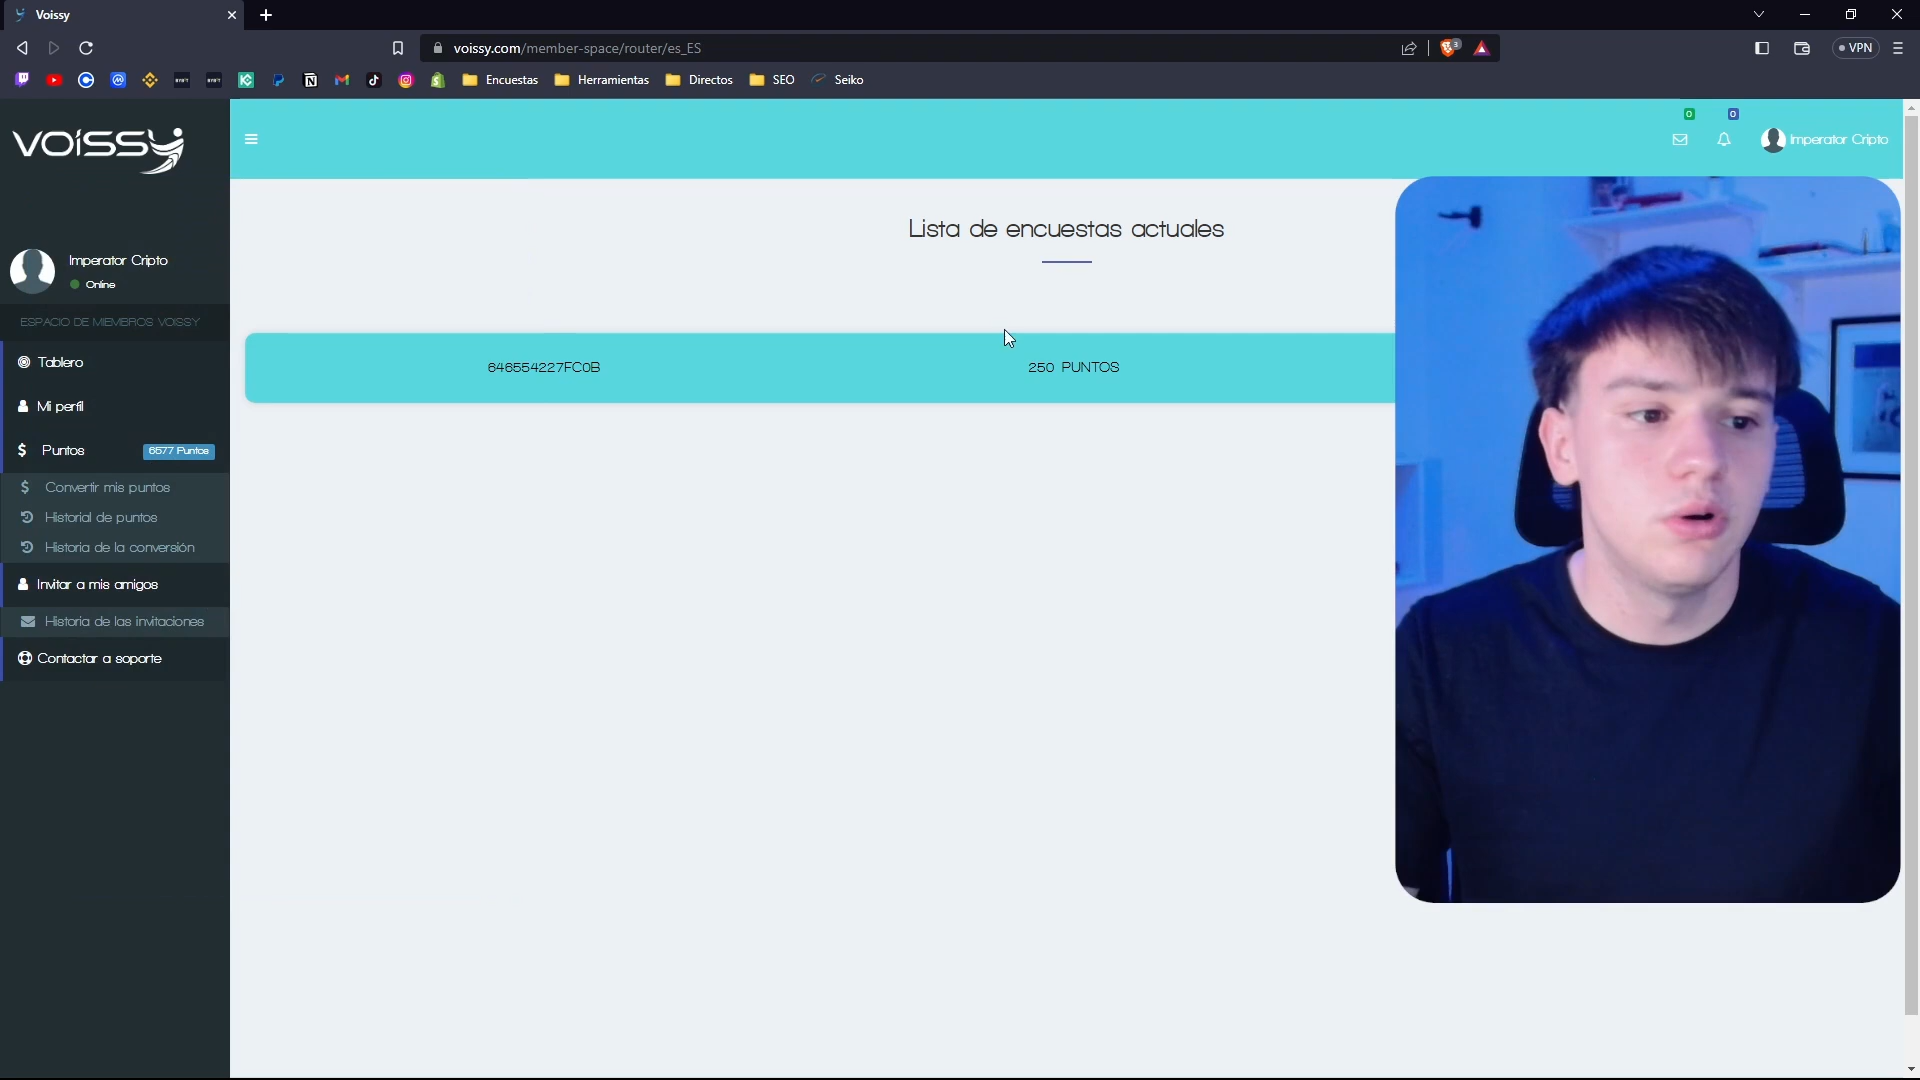 Voissy
voissy.com/member-space/router/es_ES
VPN
Encuestas
Herramientas
Directos
SEO
Seiko
VOISSY
0
0
Imperator Cripto
Imperator Cripto
Online
ESPACIO DE MIEMBROS VOISSY
Tablero
Mi perfil
Puntos
6577 Puntos
Convertir mis puntos
Historial de puntos
Historia de la conversión
Invitar a mis amigos
Historia de las invitaciones
Contactar a soporte
Lista de encuestas actuales
646554227FC0B
250 PUNTOS